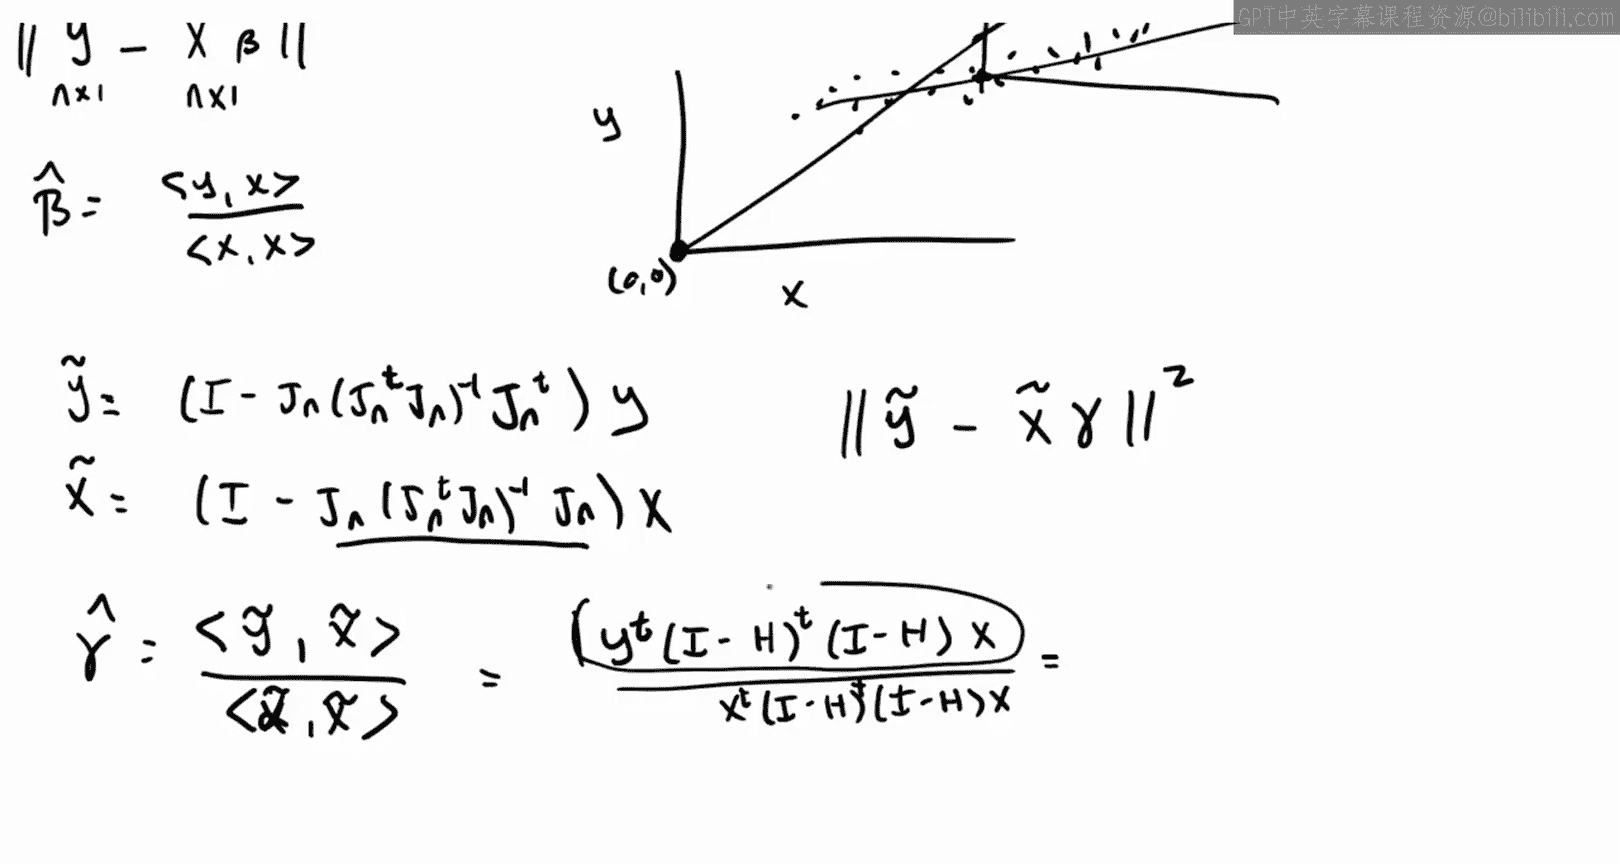 GPT中英字幕课程资源@bilibili.com
|| y - x β ||
n×1 n×1
y
β̂ = <y, x> / <x, x>
(0,0)
x
ỹ = (I - Jₙ(Jₙᵗ Jₙ)⁻¹ Jₙᵗ) y
|| ỹ - x̃ γ ||²
x̃ = (I - Jₙ(Jₙᵗ Jₙ)⁻¹ Jₙ) x
γ̂ = <ỹ, x̃> / <x̃, x̃> = (yᵗ(I - H)ᵗ(I - H) x) / xᵗ(I - H)ᵗ(I - H) x =